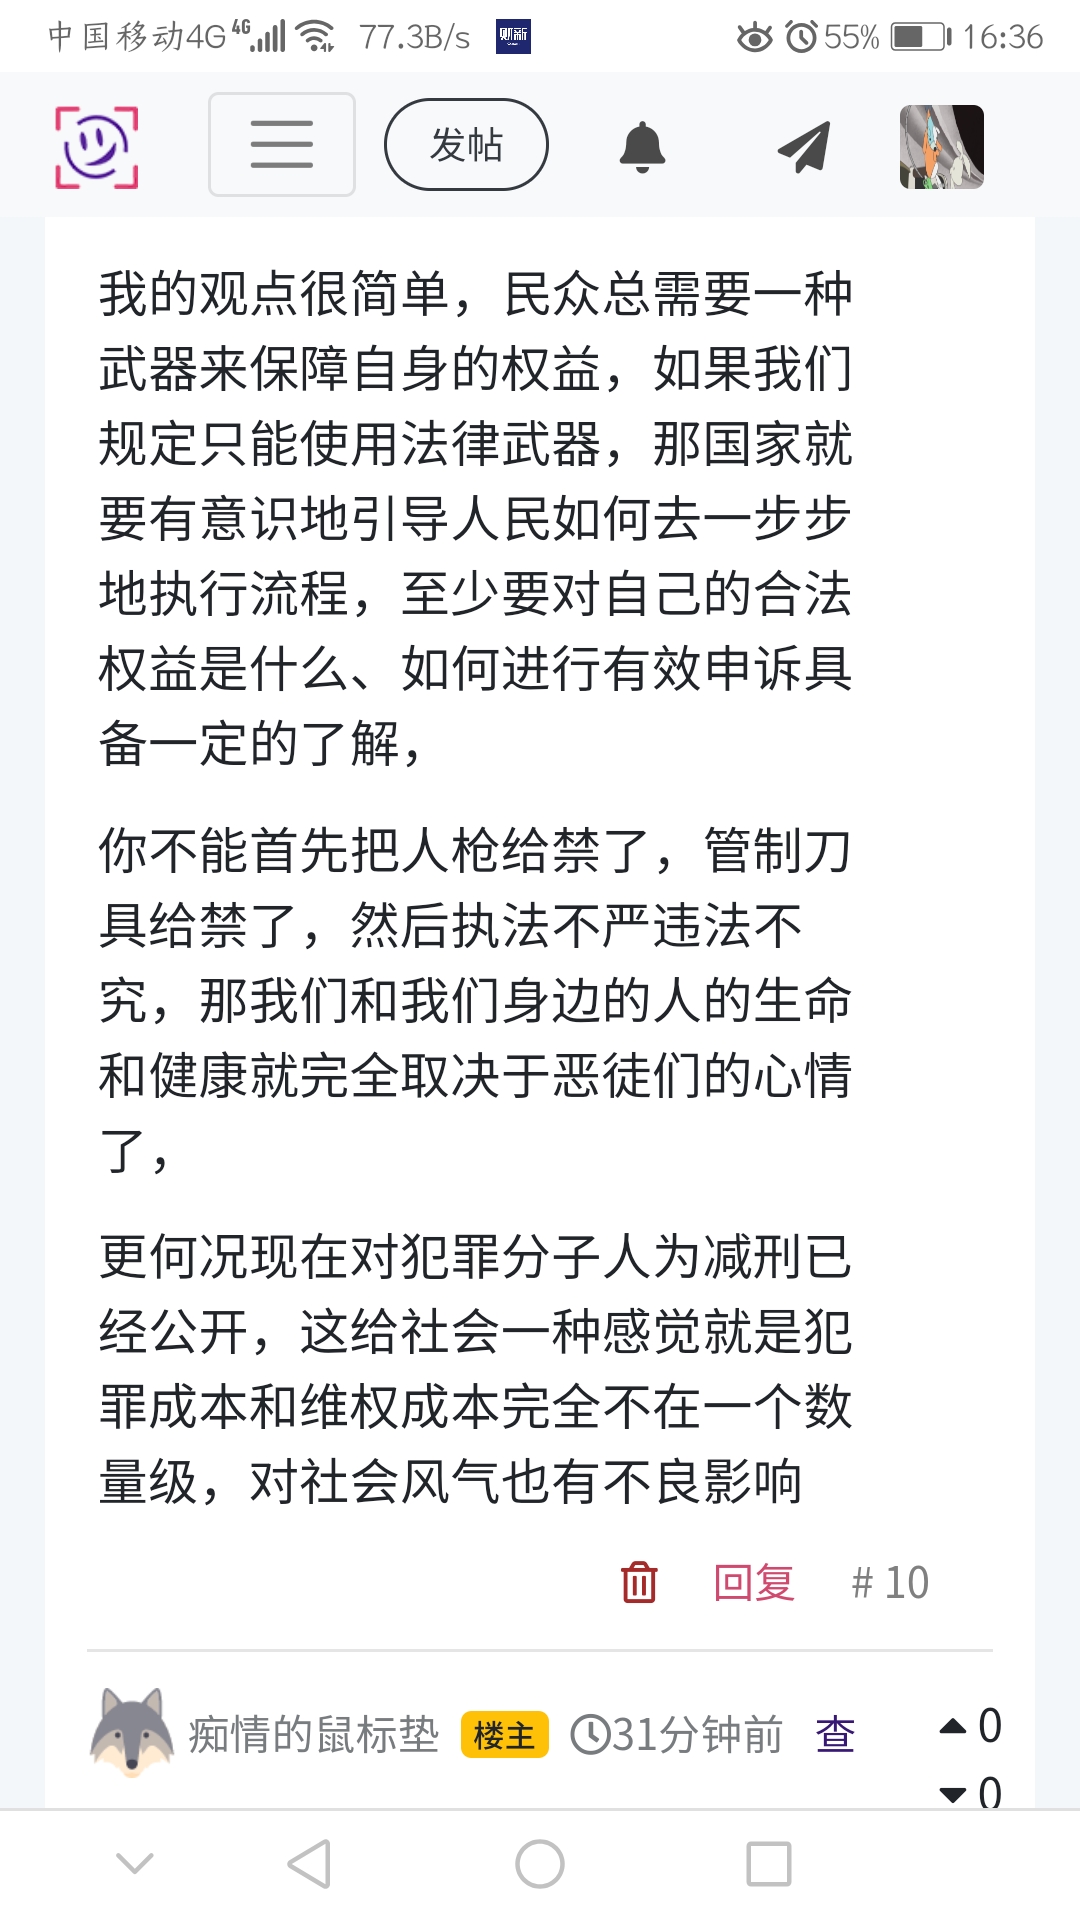 中国移动4G 4G 77.3B/s 财新 55% 16:36
发帖
我的观点很简单，民众总需要一种
武器来保障自身的权益，如果我们
规定只能使用法律武器，那国家就
要有意识地引导人民如何去一步步
地执行流程，至少要对自己的合法
权益是什么、如何进行有效申诉具
备一定的了解，
你不能首先把人枪给禁了，管制刀
具给禁了，然后执法不严违法不
究，那我们和我们身边的人的生命
和健康就完全取决于恶徒们的心情
了，
更何况现在对犯罪分子人为减刑已
经公开，这给社会一种感觉就是犯
罪成本和维权成本完全不在一个数
量级，对社会风气也有不良影响
回复 # 10
痴情的鼠标垫 楼主 31分钟前 查 0
0